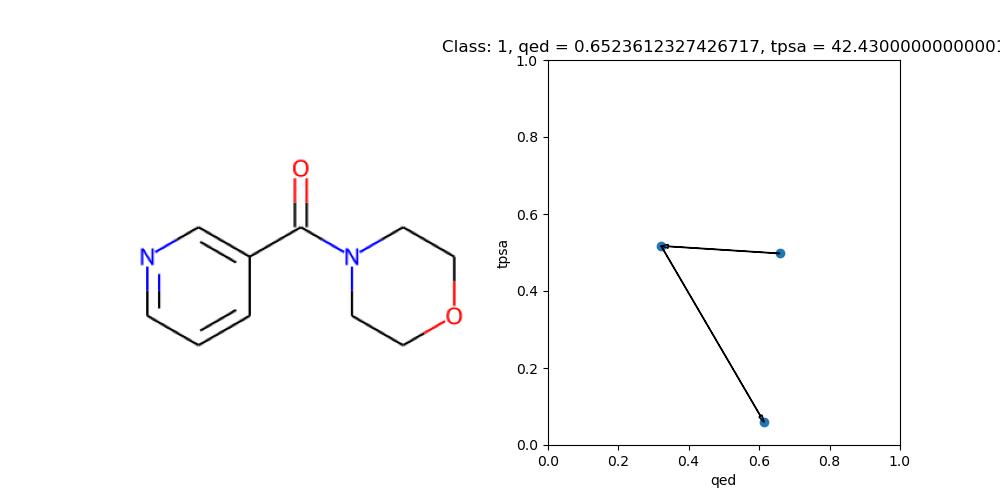 Class: 1, qed = 0.6523612327426717, tpsa = 42.43000000000001
O
N
N
O
1.0
0.8
0.6
0.4
0.2
0.0
tpsa
0.0 0.2 0.4 0.6 0.8 1.0
qed